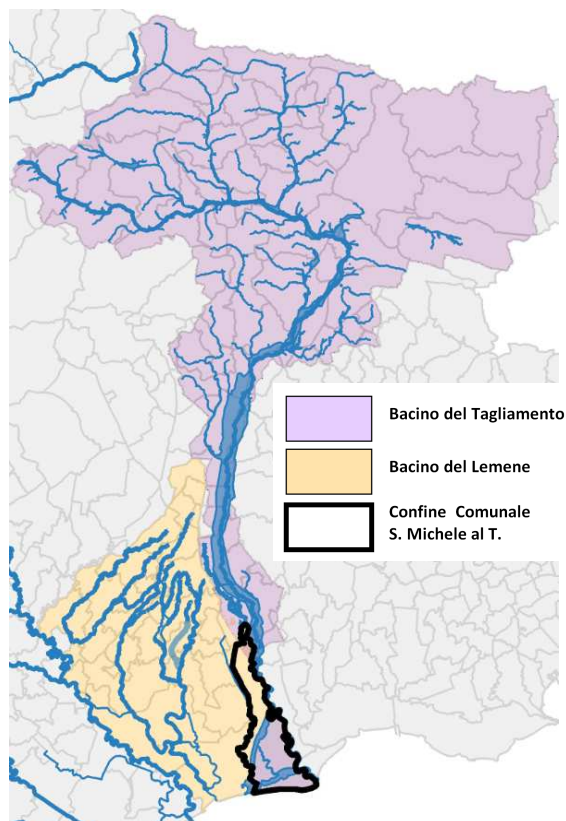 Bacino del Tagliamento
Bacino del Lemene
Confine Comunale
S. Michele al T.